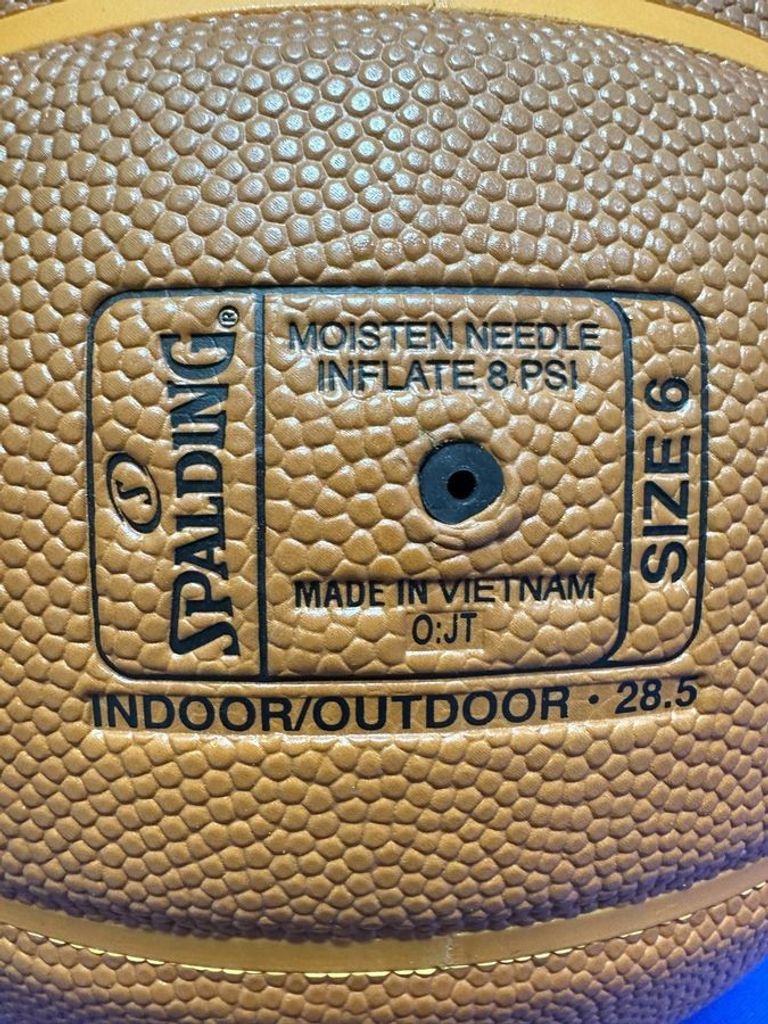 SPALDING®
S
MOISTEN NEEDLE
INFLATE 8 PSI
MADE IN VIETNAM
O:JT
SIZE 6
INDOOR/OUTDOOR · 28.5